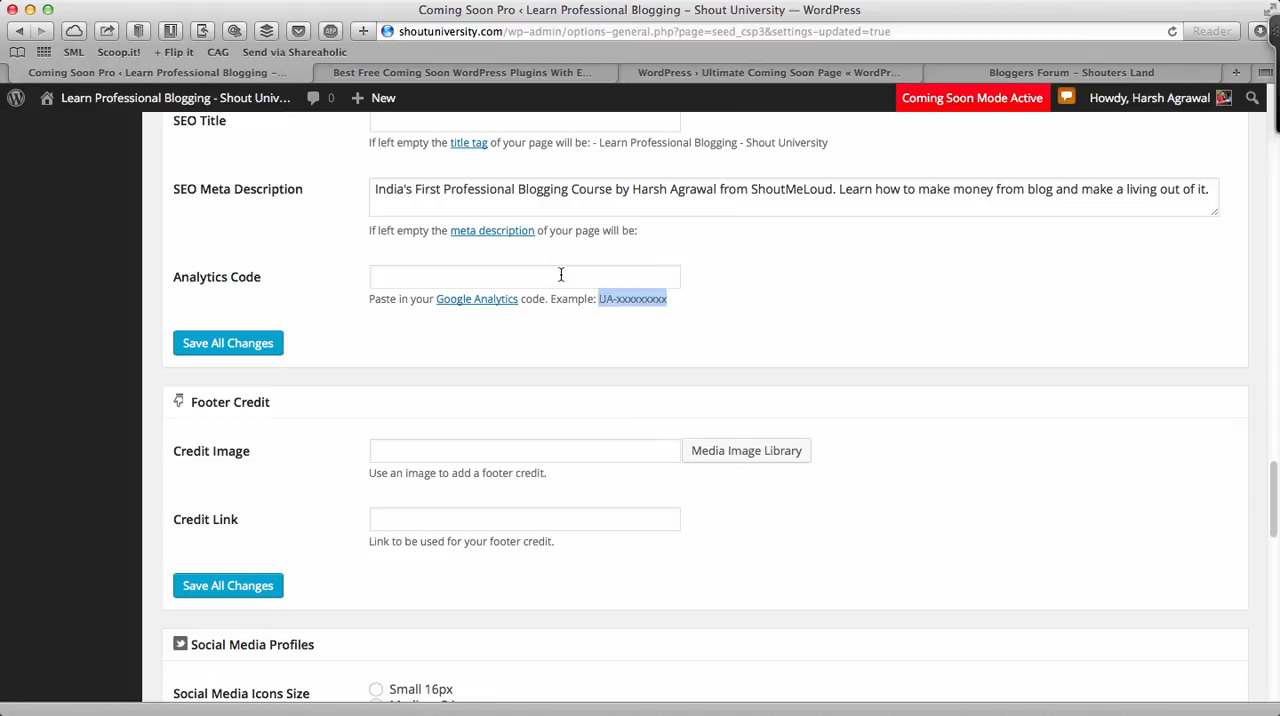 Coming Soon Pro ‹ Learn Professional Blogging – Shout University — WordPress
shoutuniversity.com/wp-admin/options-general.php?page=seed_csp3&settings-updated=true
Reader
SML Scoop.it! + Flip it CAG Send via Shareaholic
Coming Soon Pro ‹ Learn Professional Blogging –... Best Free Coming Soon WordPress Plugins With E... WordPress › Ultimate Coming Soon Page « WordPr... Bloggers Forum – Shouters Land
Learn Professional Blogging - Shout Univ... 0 + New Coming Soon Mode Active Howdy, Harsh Agrawal
SEO Title
If left empty the title tag of your page will be: - Learn Professional Blogging - Shout University
SEO Meta Description
India's First Professional Blogging Course by Harsh Agrawal from ShoutMeLoud. Learn how to make money from blog and make a living out of it.
If left empty the meta description of your page will be:
Analytics Code
Paste in your Google Analytics code. Example: UA-xxxxxxxxx
Save All Changes
Footer Credit
Credit Image
Media Image Library
Use an image to add a footer credit.
Credit Link
Link to be used for your footer credit.
Save All Changes
Social Media Profiles
Social Media Icons Size
Small 16px